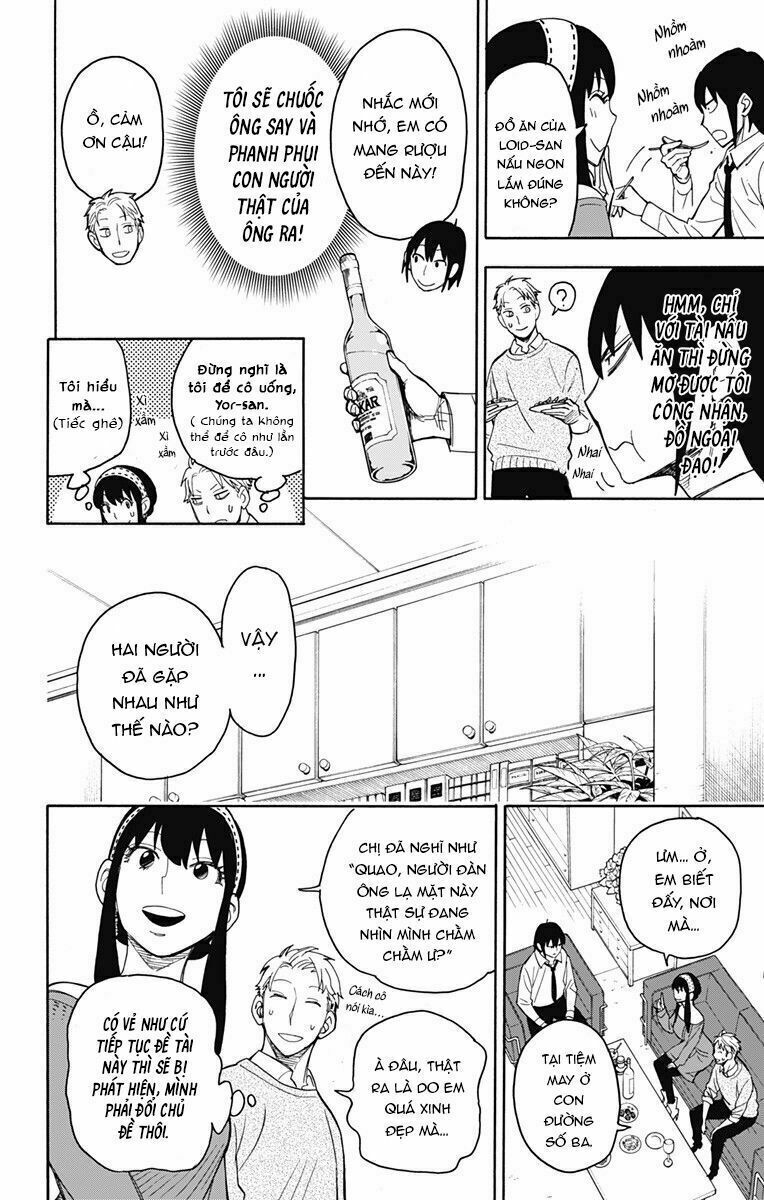 Nhồm
nhoàm
Nhồm
nhoàm
ĐỒ ĂN CỦA
LOID-SAN
NẤU NGON
LẮM ĐÚNG
KHÔNG?
?
HMM, CHỈ
VỚI TÀI NẤU
ĂN THÌ ĐỪNG
MƠ ĐƯỢC TÔI
CÔNG NHẬN,
ĐỒ NGOẠI
ĐẠO!
Nhai
Nhai
NHẮC MỚI
NHỚ, EM CÓ
MANG RƯỢU
ĐẾN NÀY!
TÔI SẼ CHUỐC
ÔNG SAY VÀ
PHANH PHUI
CON NGƯỜI
THẬT CỦA
ÔNG RA!
Ồ, CẢM
ƠN CẬU!
XAR
Đừng nghĩ là
tôi để cô uống,
Yor-san.
( Chúng ta không
thể để cô như lần
trước đâu.)
Xì
xầm
Tôi hiểu
mà...
(Tiếc ghê)
Xì
xầm
VẬY
...
HAI NGƯỜI
ĐÃ GẶP
NHAU NHƯ
THẾ NÀO?
ƯM... Ở,
EM BIẾT
ĐẤY, NƠI
MÀ...
TẠI TIỆM
MAY Ở
CON
ĐƯỜNG
SỐ BA.
CHỊ ĐÃ NGHĨ NHƯ
“QUAO, NGƯỜI ĐÀN
ÔNG LẠ MẶT NÀY
THẬT SỰ ĐANG
NHÌN MÌNH CHẰM
CHẰM Ư?”
Cách cô
nói kìa...
À ĐÂU, THẬT
RA LÀ DO EM
QUÁ XINH
ĐẸP MÀ...
CÓ VẺ NHƯ CỨ
TIẾP TỤC ĐỀ TÀI
NÀY THÌ SẼ BỊ
PHÁT HIỆN, MÌNH
PHẢI ĐỔI CHỦ
ĐỀ THÔI.